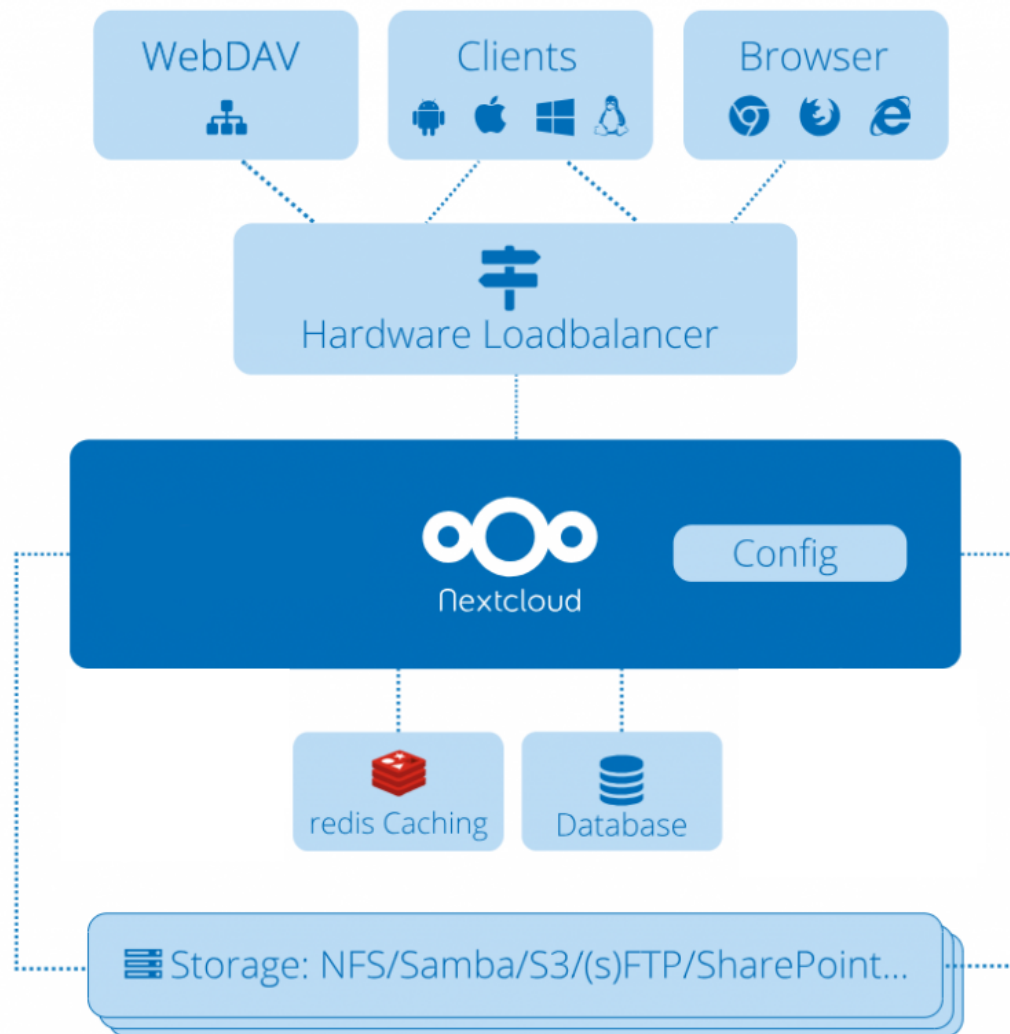 WebDAV
Clients
Browser
Hardware Loadbalancer
Nextcloud
Config
redis Caching
Database
Storage: NFS/Samba/S3/(s)FTP/SharePoint...